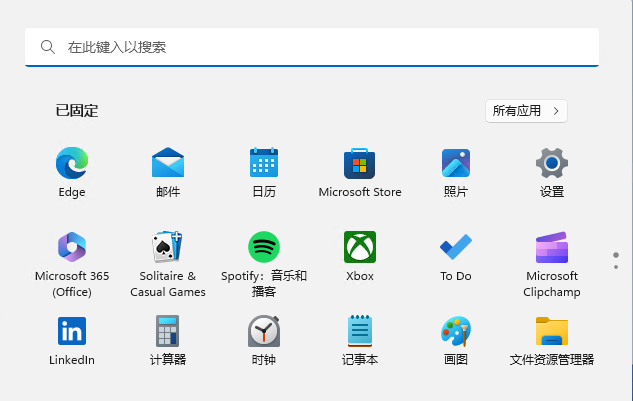 在此键入以搜索
已固定
所有应用
Edge
邮件
日历
Microsoft Store
照片
设置
Microsoft 365
(Office)
Solitaire &
Casual Games
Spotify：音乐和
播客
Xbox
To Do
Microsoft
Clipchamp
LinkedIn
计算器
时钟
记事本
画图
文件资源管理器